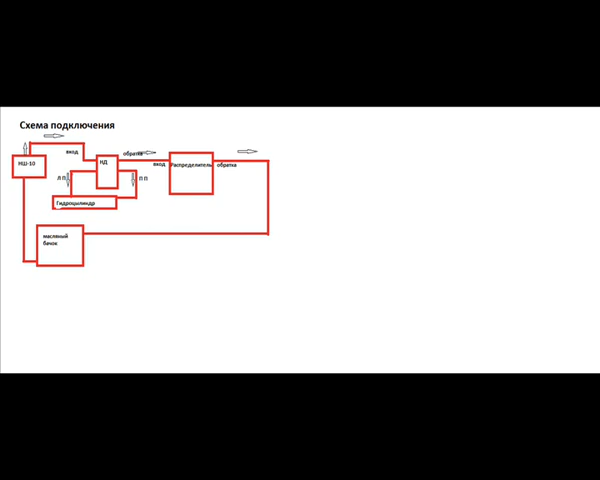 Схема подключения
вход
обратка
НШ-10
НД
вход
Распределитель
обратка
Л П
П П
Гидроцилиндр
масляный
бачок